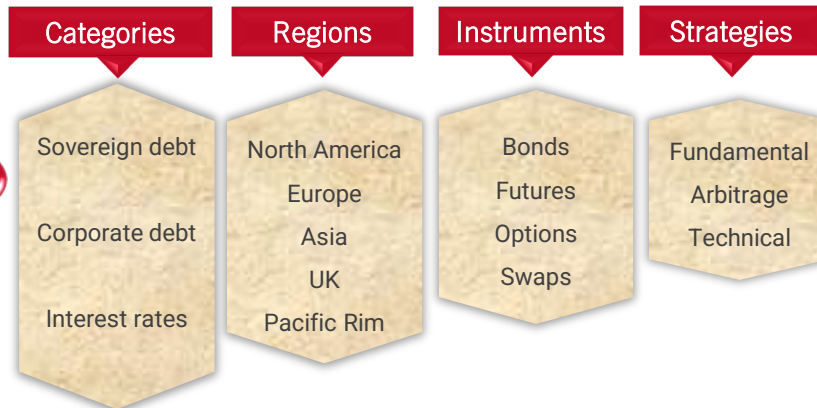 Categories
Sovereign debt
Corporate debt
Interest rates
Regions
North America
Europe
Asia
UK
Pacific Rim
Instruments
Bonds
Futures
Options
Swaps
Strategies
Fundamental
Arbitrage
Technical